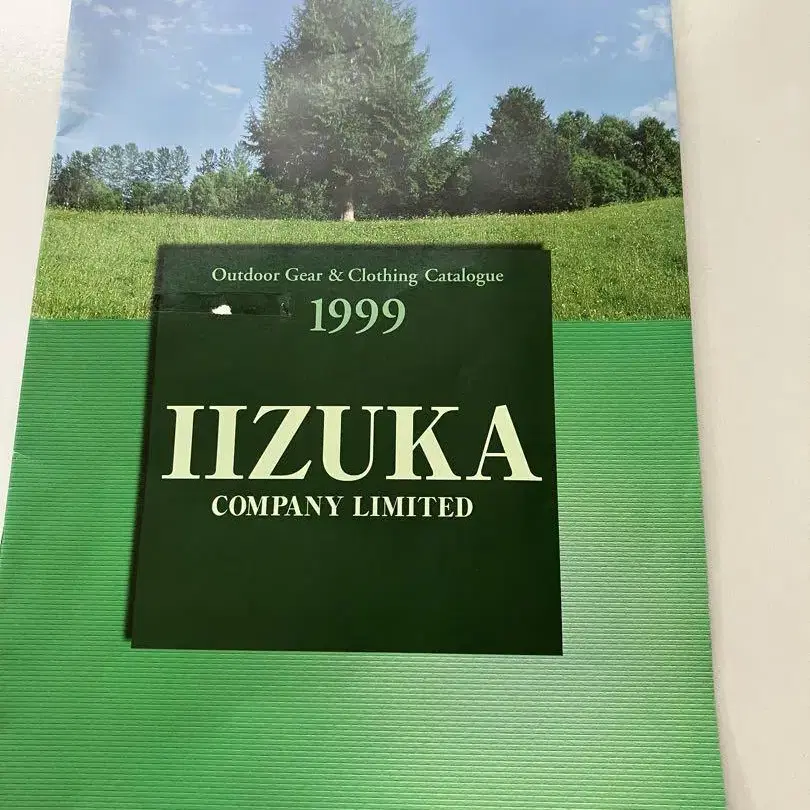 Outdoor Gear & Clothing Catalogue
1999
IIZUKA
COMPANY LIMITED